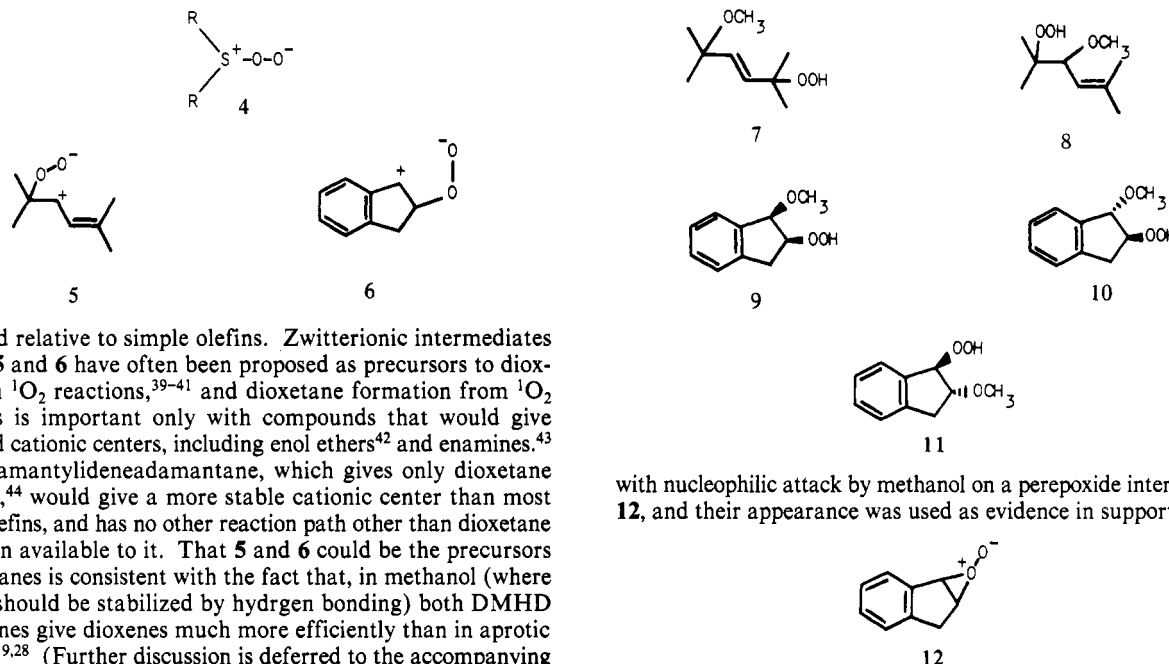 R
S+-O-O-
R
4
O-O-
+
5
+
-O
O
6
d relative to simple olefins. Zwitterionic intermediates
and 6 have often been proposed as precursors to diox-
1O2 reactions,39-41 and dioxetane formation from 1O2
s is important only with compounds that would give
d cationic centers, including enol ethers42 and enamines.43
amantylideneadamantane, which gives only dioxetane
,44 would give a more stable cationic center than most
efins, and has no other reaction path other than dioxetane
n available to it. That 5 and 6 could be the precursors
anes is consistent with the fact that, in methanol (where
should be stabilized by hydrgen bonding) both DMHD
nes give dioxenes much more efficiently than in aprotic
9,28 (Further discussion is deferred to the accompanying
OCH3
OOH
7
OOH
OCH3
8
OCH3
OOH
9
OCH3
OOH
10
OOH
OCH3
11
with nucleophilic attack by methanol on a perepoxide inter
12, and their appearance was used as evidence in support
+O-O-
12